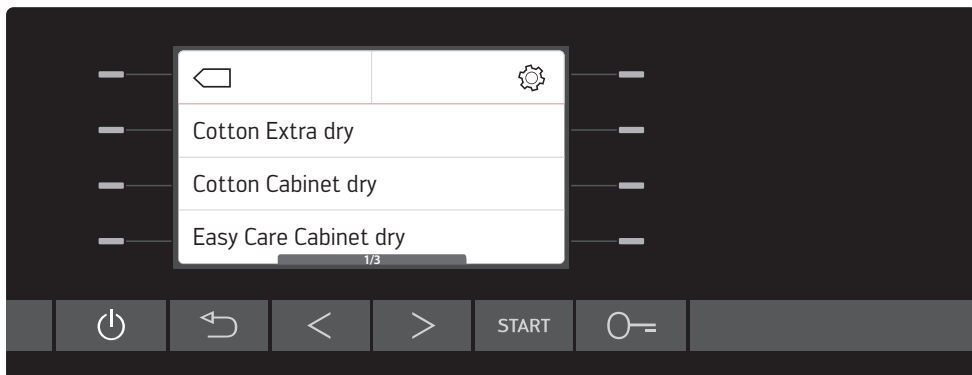 Cotton Extra dry
Cotton Cabinet dry
Easy Care Cabinet dry
1/3
START